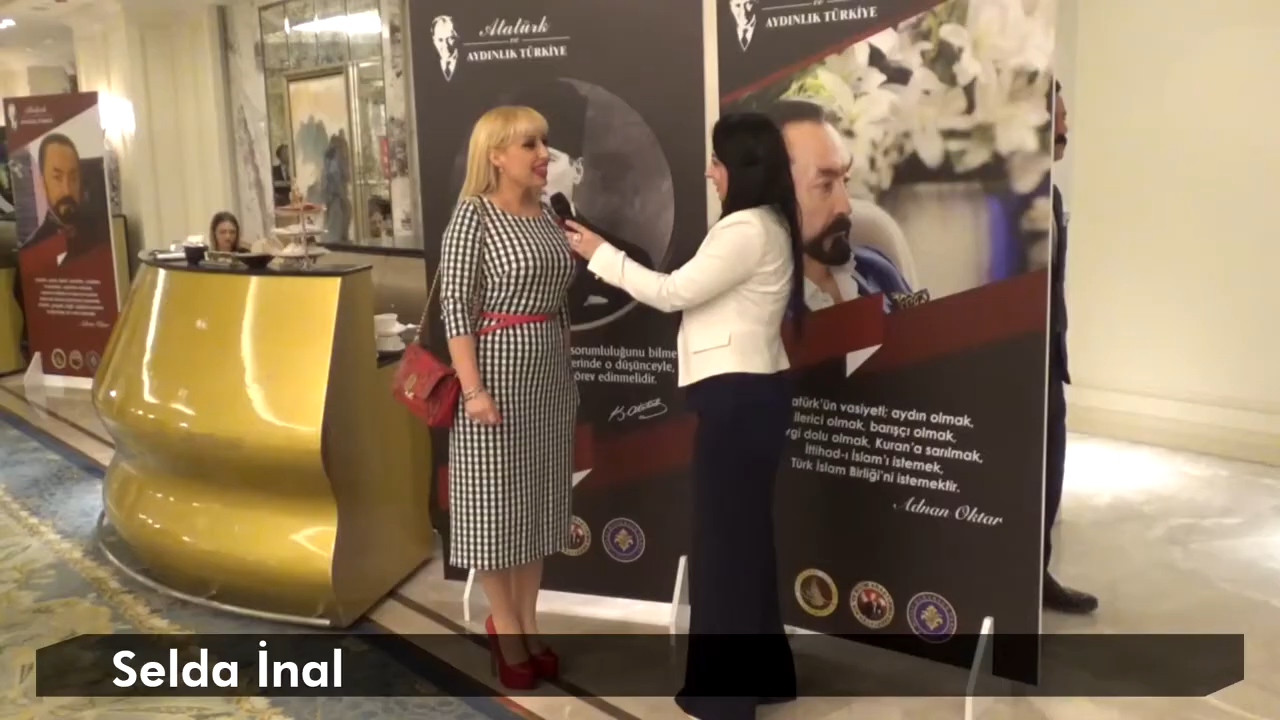 Atatürk
ve
AYDINLIK TÜRKİYE
ve
AYDINLIK TÜRKİYE
sorumluluğunu bilme
erinde o düşünceyle,
örev edinmelidir.
atürk'ün vasiyeti; aydın olmak,
ilerici olmak, barışçı olmak,
rgi dolu olmak, Kuran'a sarılmak,
İttihad-ı İslam'ı istemek,
Türk İslam Birliği'ni istemektir.
Adnan Oktar
Selda İnal